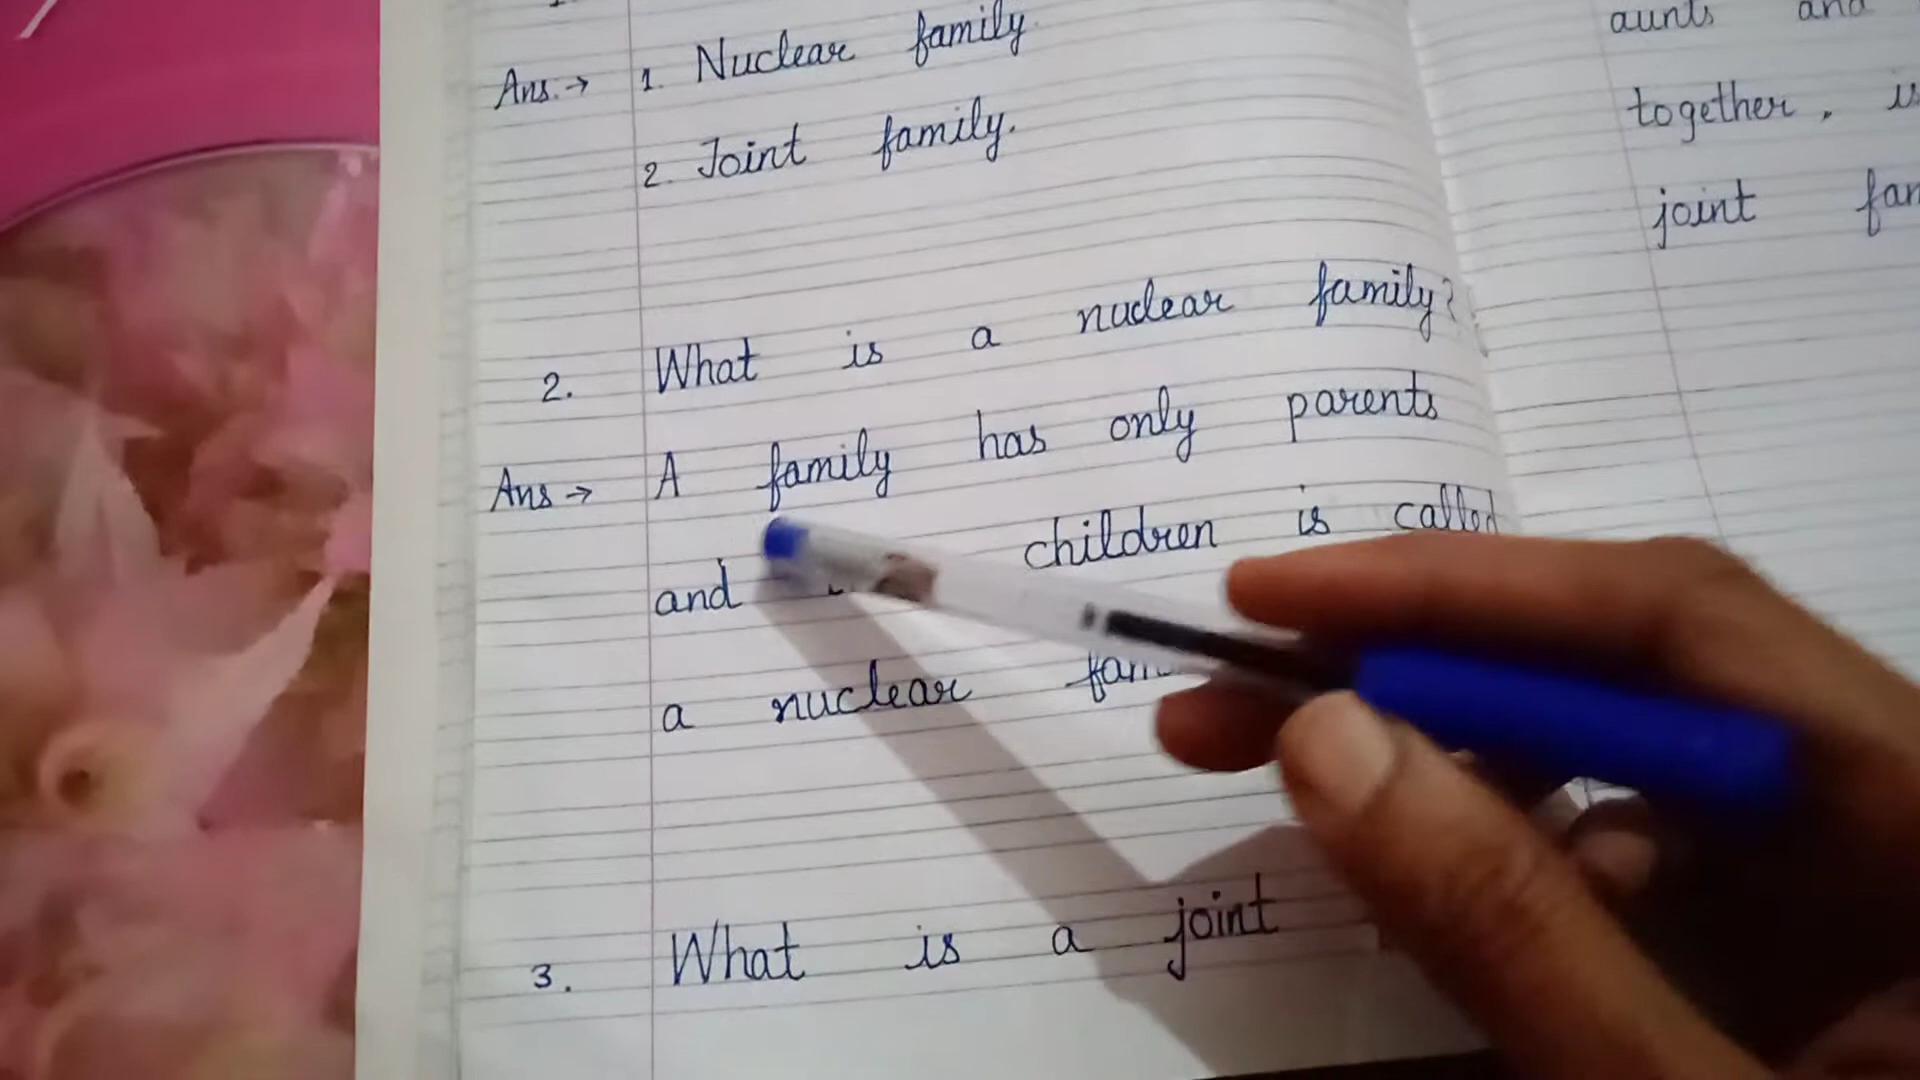 Ans.→ 1. Nuclear family
2. Joint family.
2. What is a nuclear family?
Ans → A family has only parents
and children is called
a nuclear
3. What is a joint
aunts and
together, is
joint